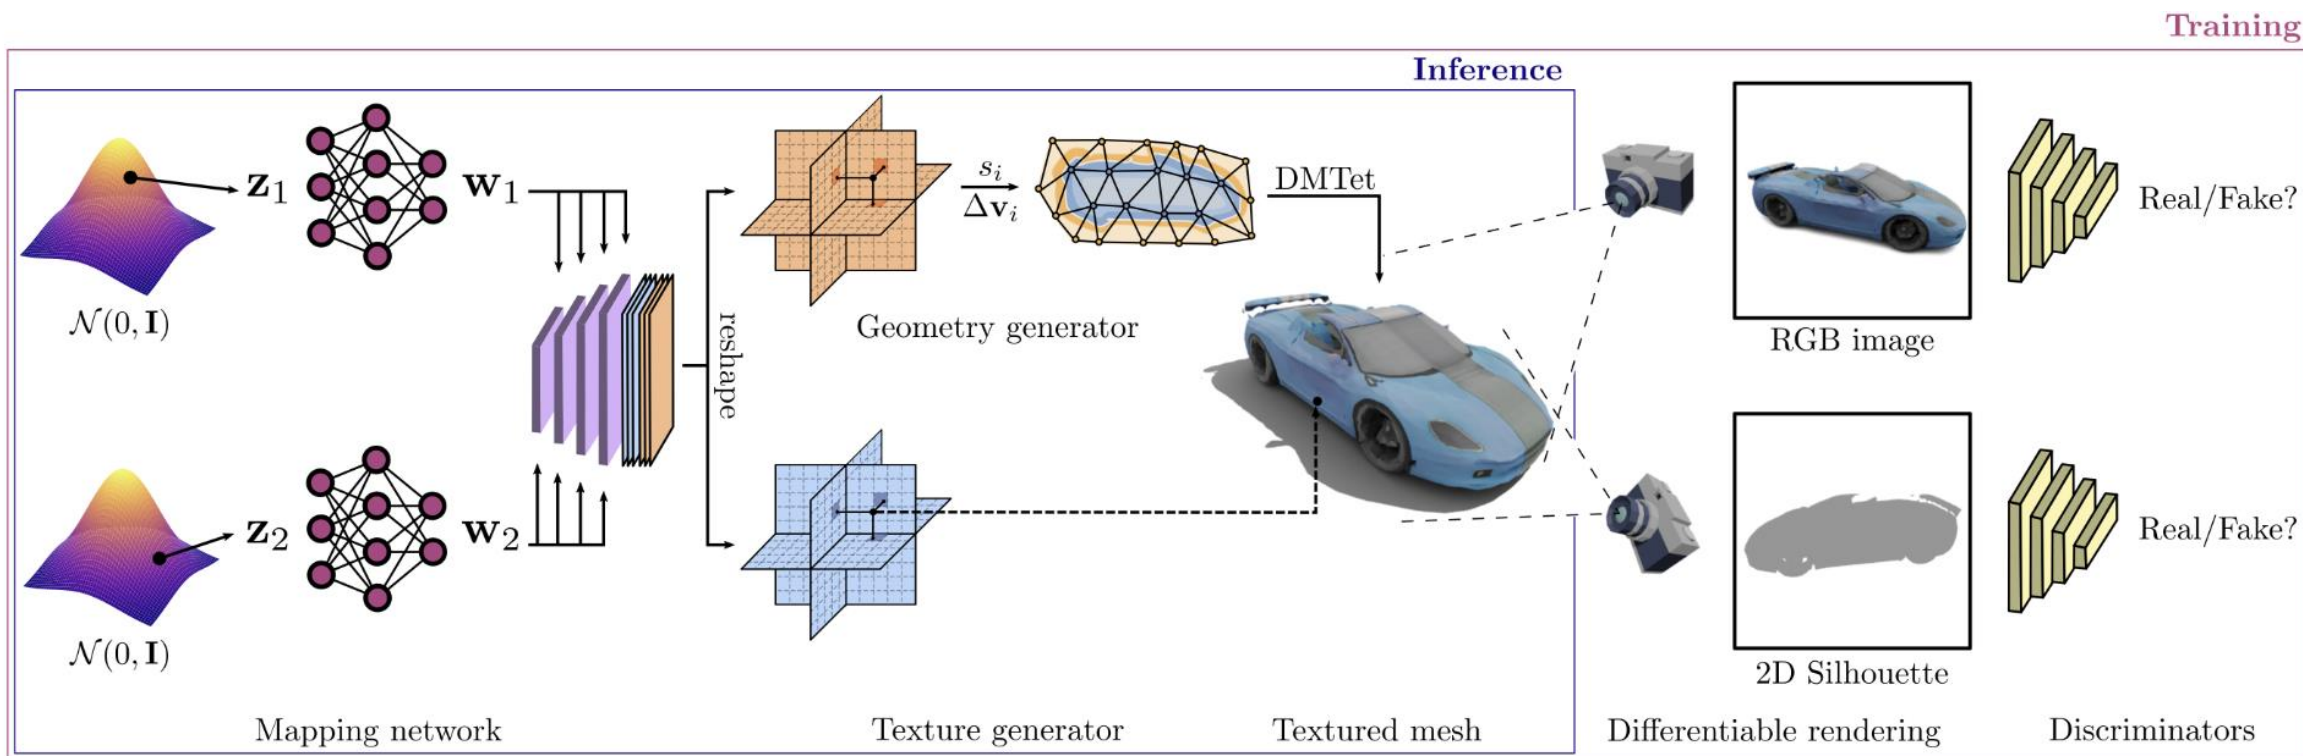 Training
Inference
z₁
w₁
𝒩(0, I)
reshape
sᵢ
Δvᵢ
DMTet
Geometry generator
RGB image
Real/Fake?
z₂
w₂
𝒩(0, I)
2D Silhouette
Real/Fake?
Mapping network
Texture generator
Textured mesh
Differentiable rendering
Discriminators